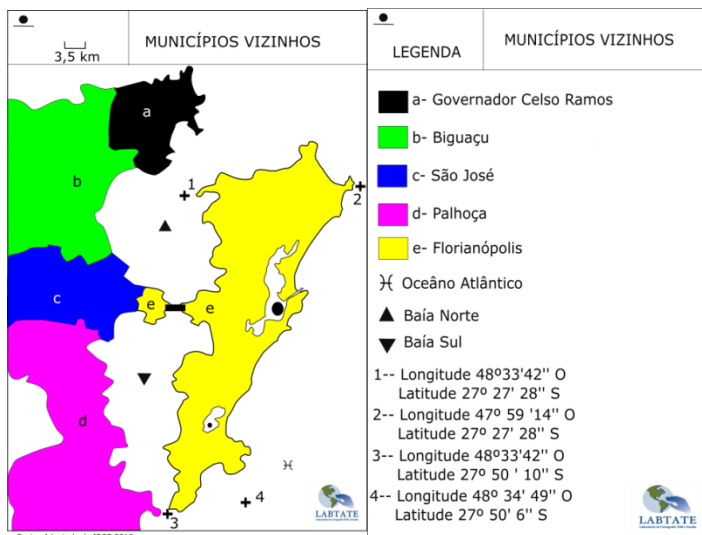 3,5 km
MUNICÍPIOS VIZINHOS
a
b
1
2
c
e
e
d
4
3
LABTATE
LEGENDA
MUNICÍPIOS VIZINHOS
a- Governador Celso Ramos
b- Biguaçu
c- São José
d- Palhoça
e- Florianópolis
Oceâno Atlântico
Baía Norte
Baía Sul
1-- Longitude 48º33'42'' O
Latitude 27º 27' 28'' S
2-- Longitude 47º 59 '14'' O
Latitude 27º 27' 28'' S
3-- Longitude 48º33'42'' O
Latitude 27º 50 ' 10'' S
4-- Longitude 48º 34' 49'' O
Latitude 27º 50' 6'' S
LABTATE